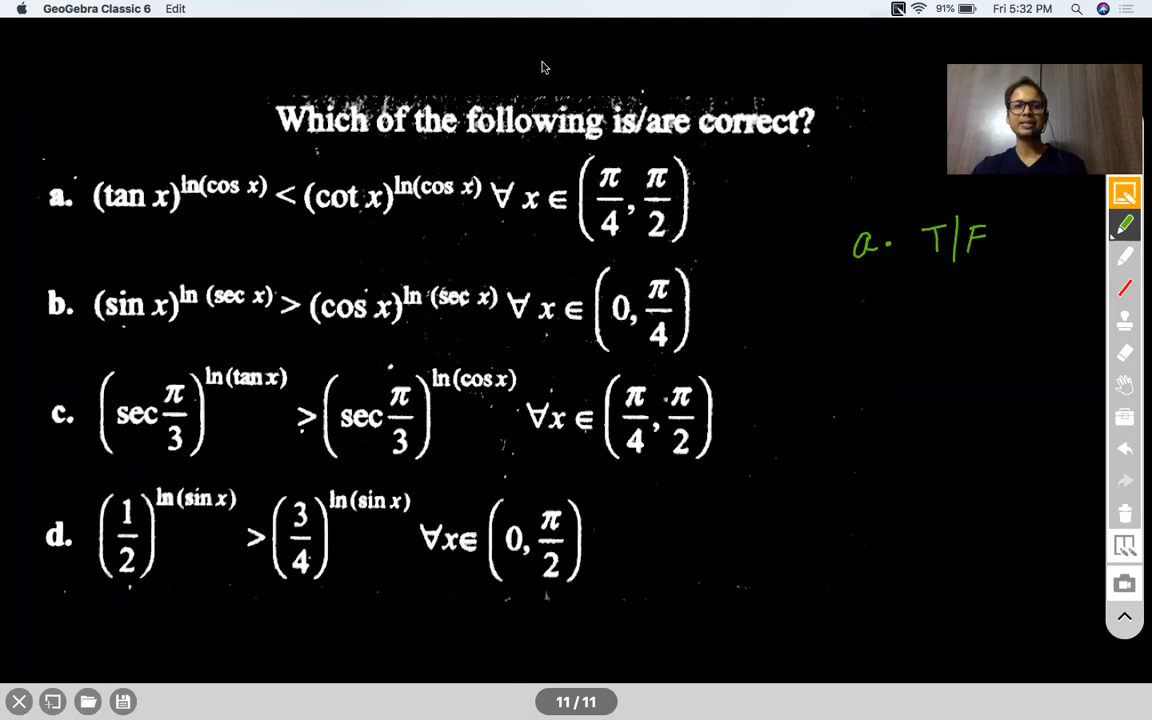 GeoGebra Classic 6 Edit 91% Fri 5:32 PM
Which of the following is/are correct?
a. (tan x)^ln(cos x) < (cot x)^ln(cos x) ∀ x ∈ (π/4, π/2)
a. T/F
b. (sin x)^ln (sec x) > (cos x)^ln (sec x) ∀ x ∈ (0, π/4)
c. (sec π/3)^ln(tan x) > (sec π/3)^ln(cos x) ∀x ∈ (π/4, π/2)
d. (1/2)^ln(sin x) > (3/4)^ln(sin x) ∀x∈ (0, π/2)
11 / 11